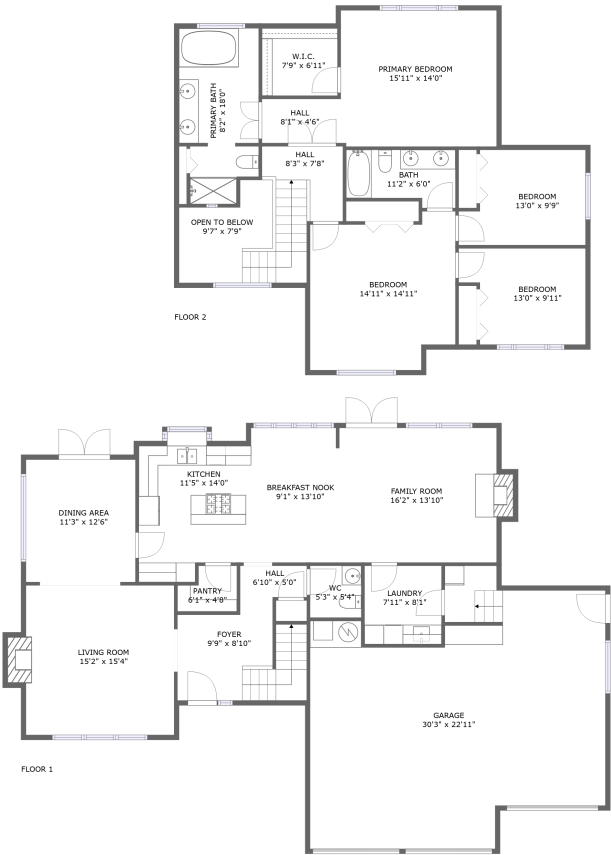 W.I.C.
7'9" x 6'11"
PRIMARY BEDROOM
15'11" x 14'0"
PRIMARY BATH
8'2" x 18'0"
HALL
8'1" x 4'6"
HALL
8'3" x 7'8"
BATH
11'2" x 6'0"
BEDROOM
13'0" x 9'9"
OPEN TO BELOW
9'7" x 7'9"
BEDROOM
14'11" x 14'11"
BEDROOM
13'0" x 9'11"
FLOOR 2
KITCHEN
11'5" x 14'0"
BREAKFAST NOOK
9'1" x 13'10"
FAMILY ROOM
16'2" x 13'10"
DINING AREA
11'3" x 12'6"
HALL
6'10" x 5'0"
WC
5'3" x 5'4"
PANTRY
6'1" x 4'8"
LAUNDRY
7'11" x 8'1"
FOYER
9'9" x 8'10"
LIVING ROOM
15'2" x 15'4"
GARAGE
30'3" x 22'11"
FLOOR 1